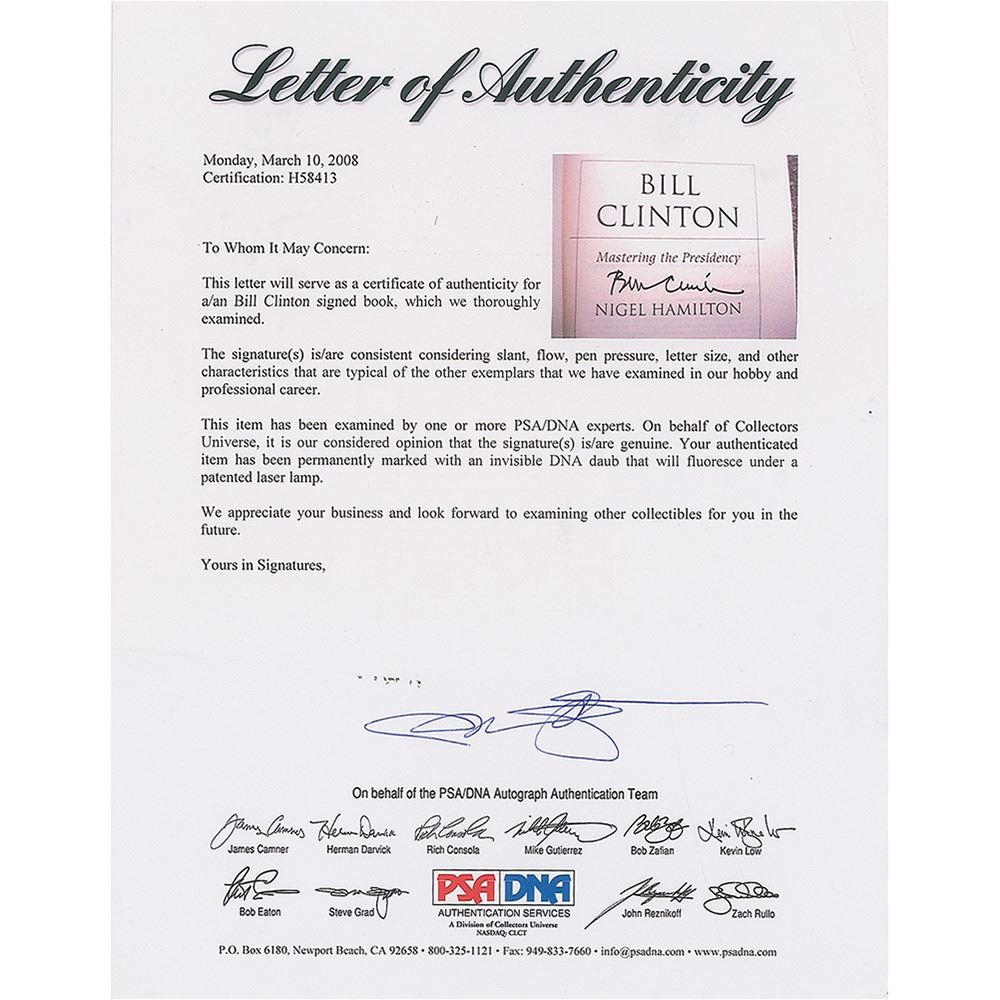 Letter of Authenticity
Monday, March 10, 2008
Certification: H58413
BILL
CLINTON
Mastering the Presidency
NIGEL HAMILTON
To Whom It May Concern:
This letter will serve as a certificate of authenticity for
a/an Bill Clinton signed book, which we thoroughly
examined.
The signature(s) is/are consistent considering slant, flow, pen pressure, letter size, and other
characteristics that are typical of the other exemplars that we have examined in our hobby and
professional career.
This item has been examined by one or more PSA/DNA experts. On behalf of Collectors
Universe, it is our considered opinion that the signature(s) is/are genuine. Your authenticated
item has been permanently marked with an invisible DNA daub that will fluoresce under a
patented laser lamp.
We appreciate your business and look forward to examining other collectibles for you in the
future.
Yours in Signatures,
On behalf of the PSA/DNA Autograph Authentication Team
James Camner Herman Darvick Rich Consola Mike Gutierrez Bob Zafian Kevin Low
Bob Eaton Steve Grad PSA DNA John Reznikoff Zach Rullo
AUTHENTICATION SERVICES
A Division of Collectors Universe
NASDAQ: CLCT
P.O. Box 6180, Newport Beach, CA 92658 • 800-325-1121 • Fax: 949-833-7660 • info@psadna.com • www.psadna.com